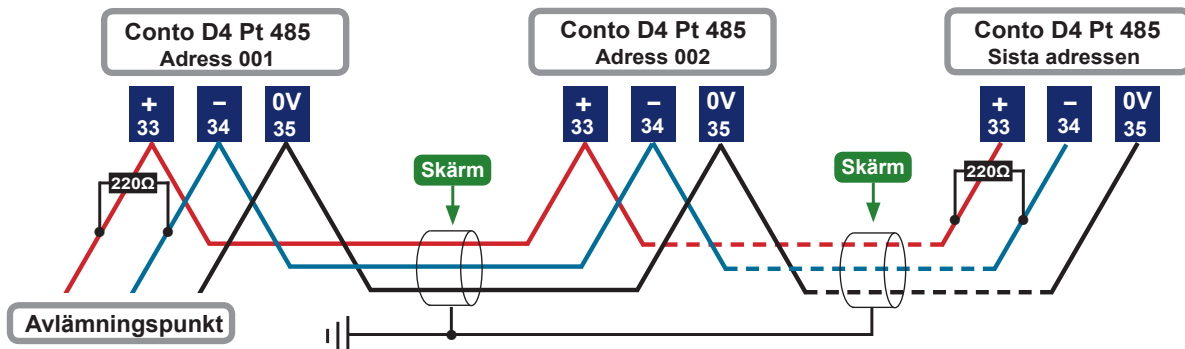 Conto D4 Pt 485
Adress 001
Conto D4 Pt 485
Adress 002
Conto D4 Pt 485
Sista adressen
+ − 0V
33 34 35
+ − 0V
33 34 35
+ − 0V
33 34 35
220Ω
Skärm
Skärm
220Ω
Avlämningspunkt